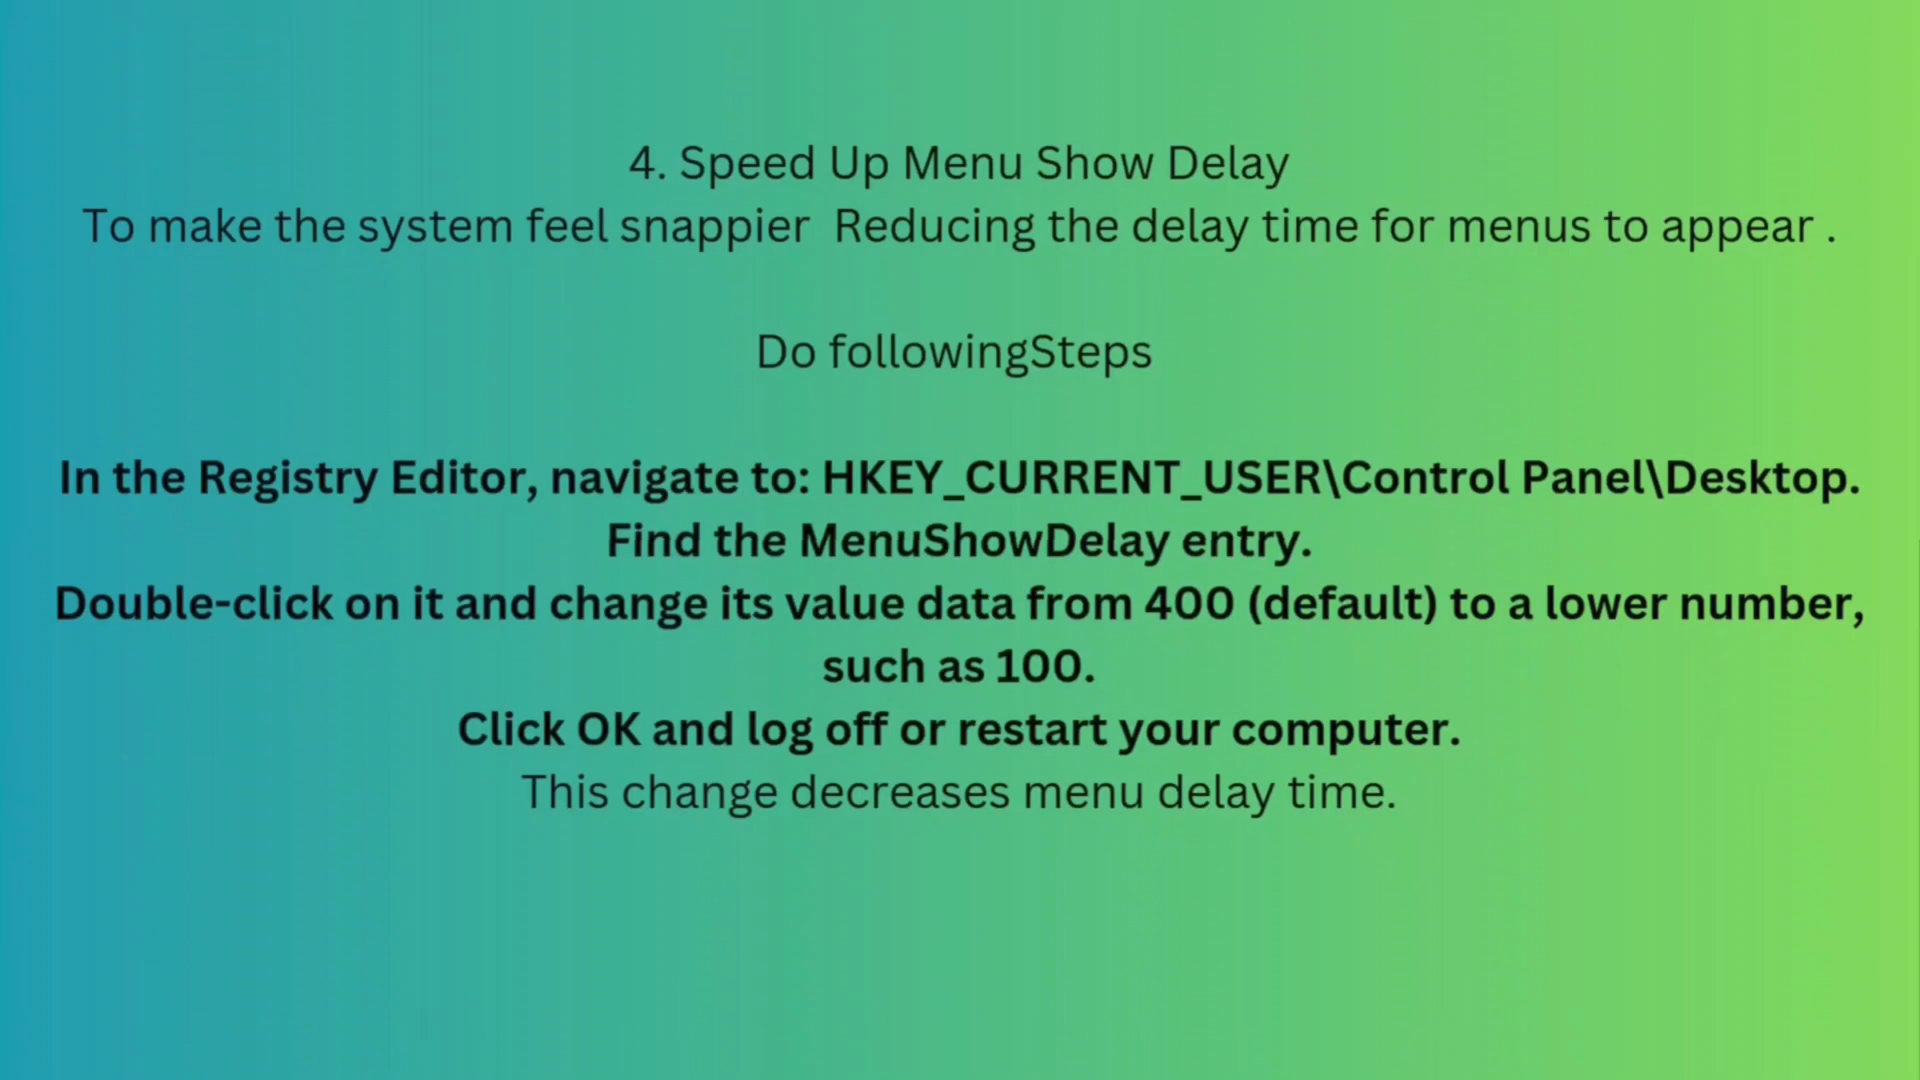 4. Speed Up Menu Show Delay
To make the system feel snappier  Reducing the delay time for menus to appear .
Do followingSteps
In the Registry Editor, navigate to: HKEY_CURRENT_USER\Control Panel\Desktop.
Find the MenuShowDelay entry.
Double-click on it and change its value data from 400 (default) to a lower number,
such as 100.
Click OK and log off or restart your computer.
This change decreases menu delay time.